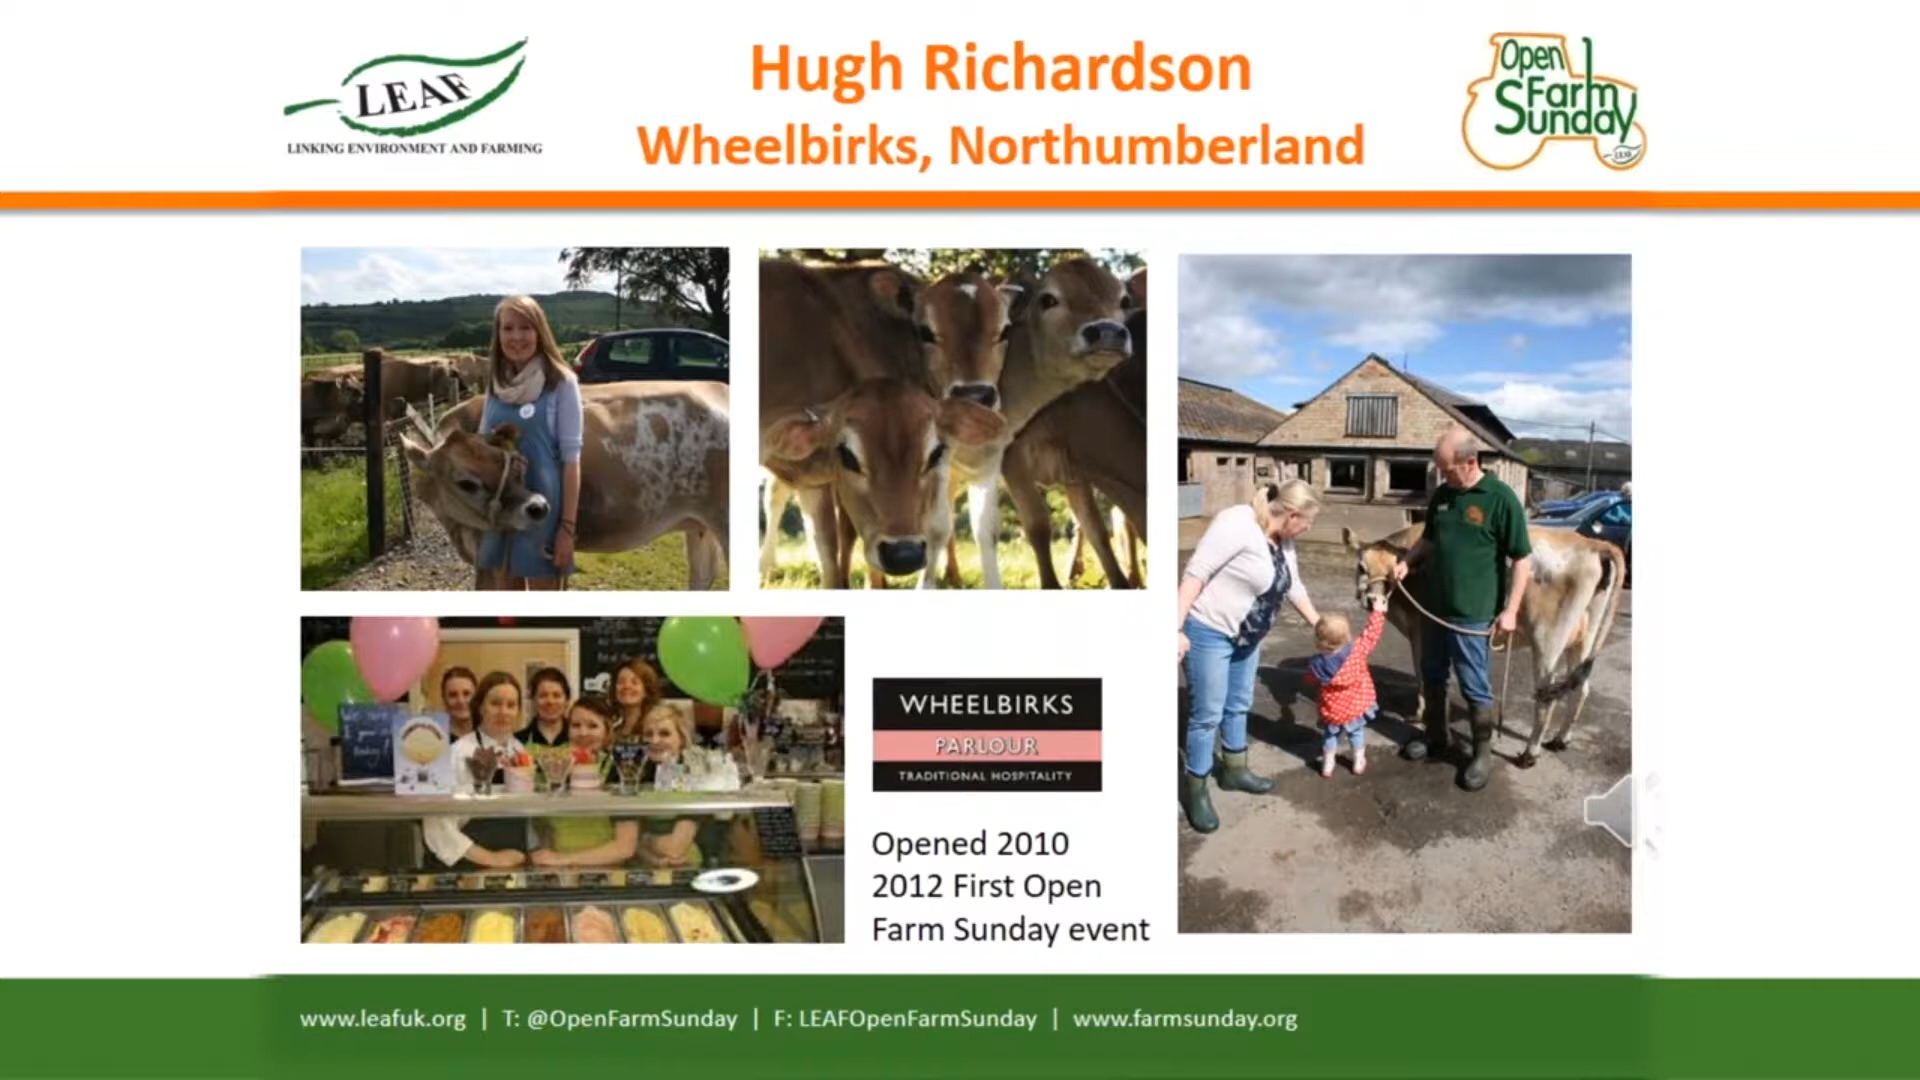 LEAF
LINKING ENVIRONMENT AND FARMING
Hugh Richardson
Wheelbirks, Northumberland
Open
Farm
Sunday
LEAF
WHEELBIRKS
PARLOUR
TRADITIONAL HOSPITALITY
Opened 2010
2012 First Open
Farm Sunday event
www.leafuk.org | T: @OpenFarmSunday | F: LEAFOpenFarmSunday | www.farmsunday.org